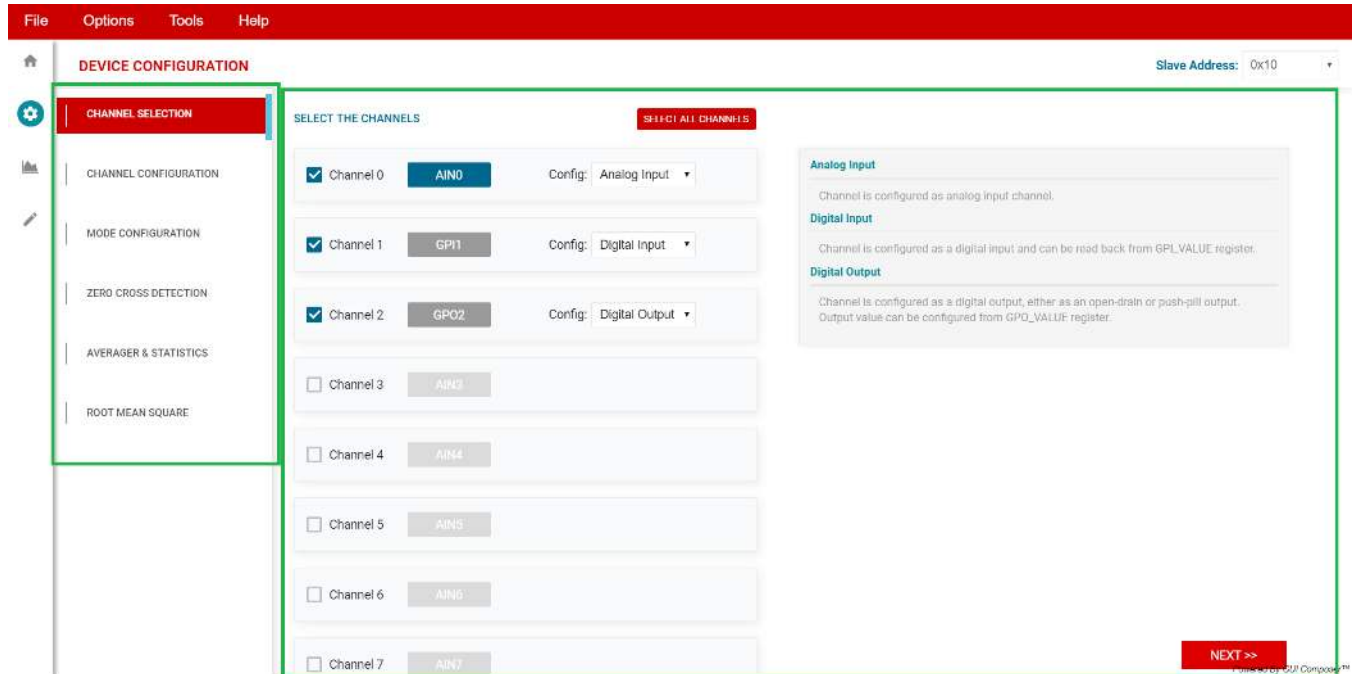 File Options Tools Help
DEVICE CONFIGURATION
Slave Address: 0x10
CHANNEL SELECTION
CHANNEL CONFIGURATION
MODE CONFIGURATION
ZERO CROSS DETECTION
AVERAGER & STATISTICS
ROOT MEAN SQUARE
SELECT THE CHANNELS
SELECT ALL CHANNELS
Channel 0 AIN0 Config: Analog Input
Channel 1 GPI1 Config: Digital Input
Channel 2 GPO2 Config: Digital Output
Channel 3 AIN3
Channel 4 AIN4
Channel 5 AIN5
Channel 6 AIN6
Channel 7 AIN7
Analog Input
Channel is configured as analog input channel.
Digital Input
Channel is configured as a digital input and can be read back from GPI_VALUE register.
Digital Output
Channel is configured as a digital output, either as an open-drain or push-pill output.
Output value can be configured from GPO_VALUE register.
NEXT >>
Powered By GUI Composer™